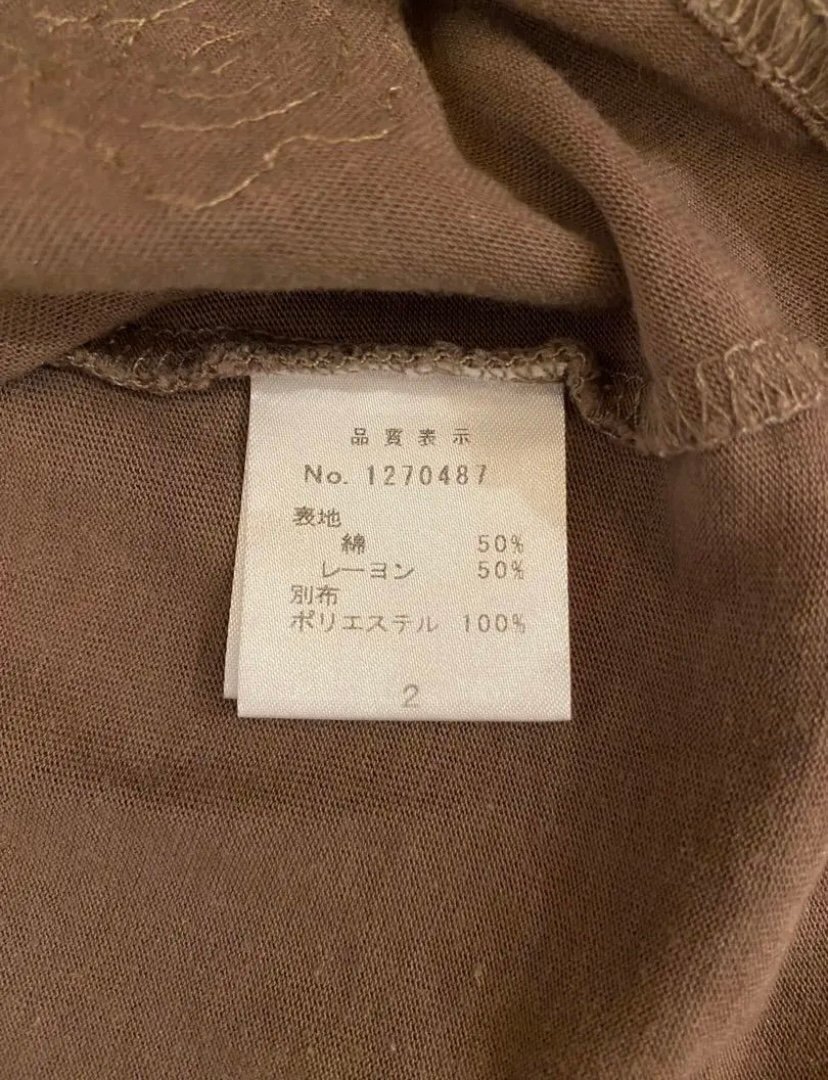 品質表示
No. 1270487
表地
綿 50%
レーヨン 50%
別布
ポリエステル 100%
2